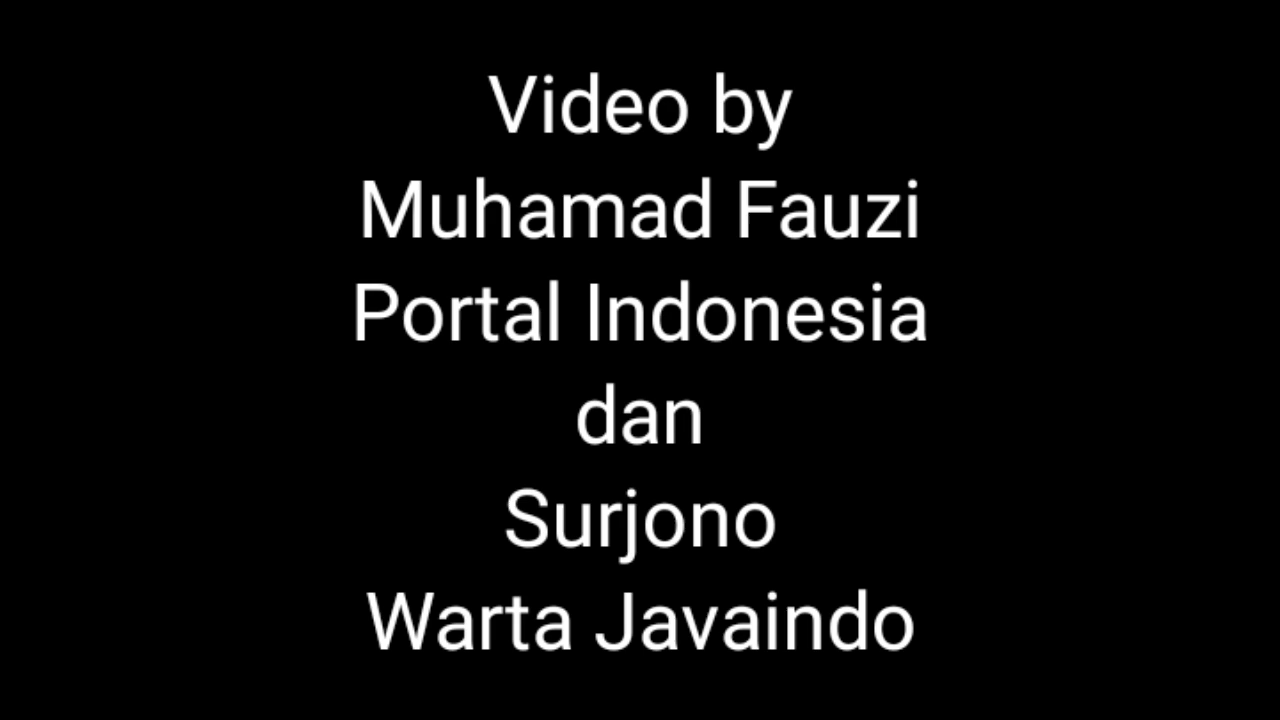 Video by
Muhamad Fauzi
Portal Indonesia
dan
Surjono
Warta Javaindo